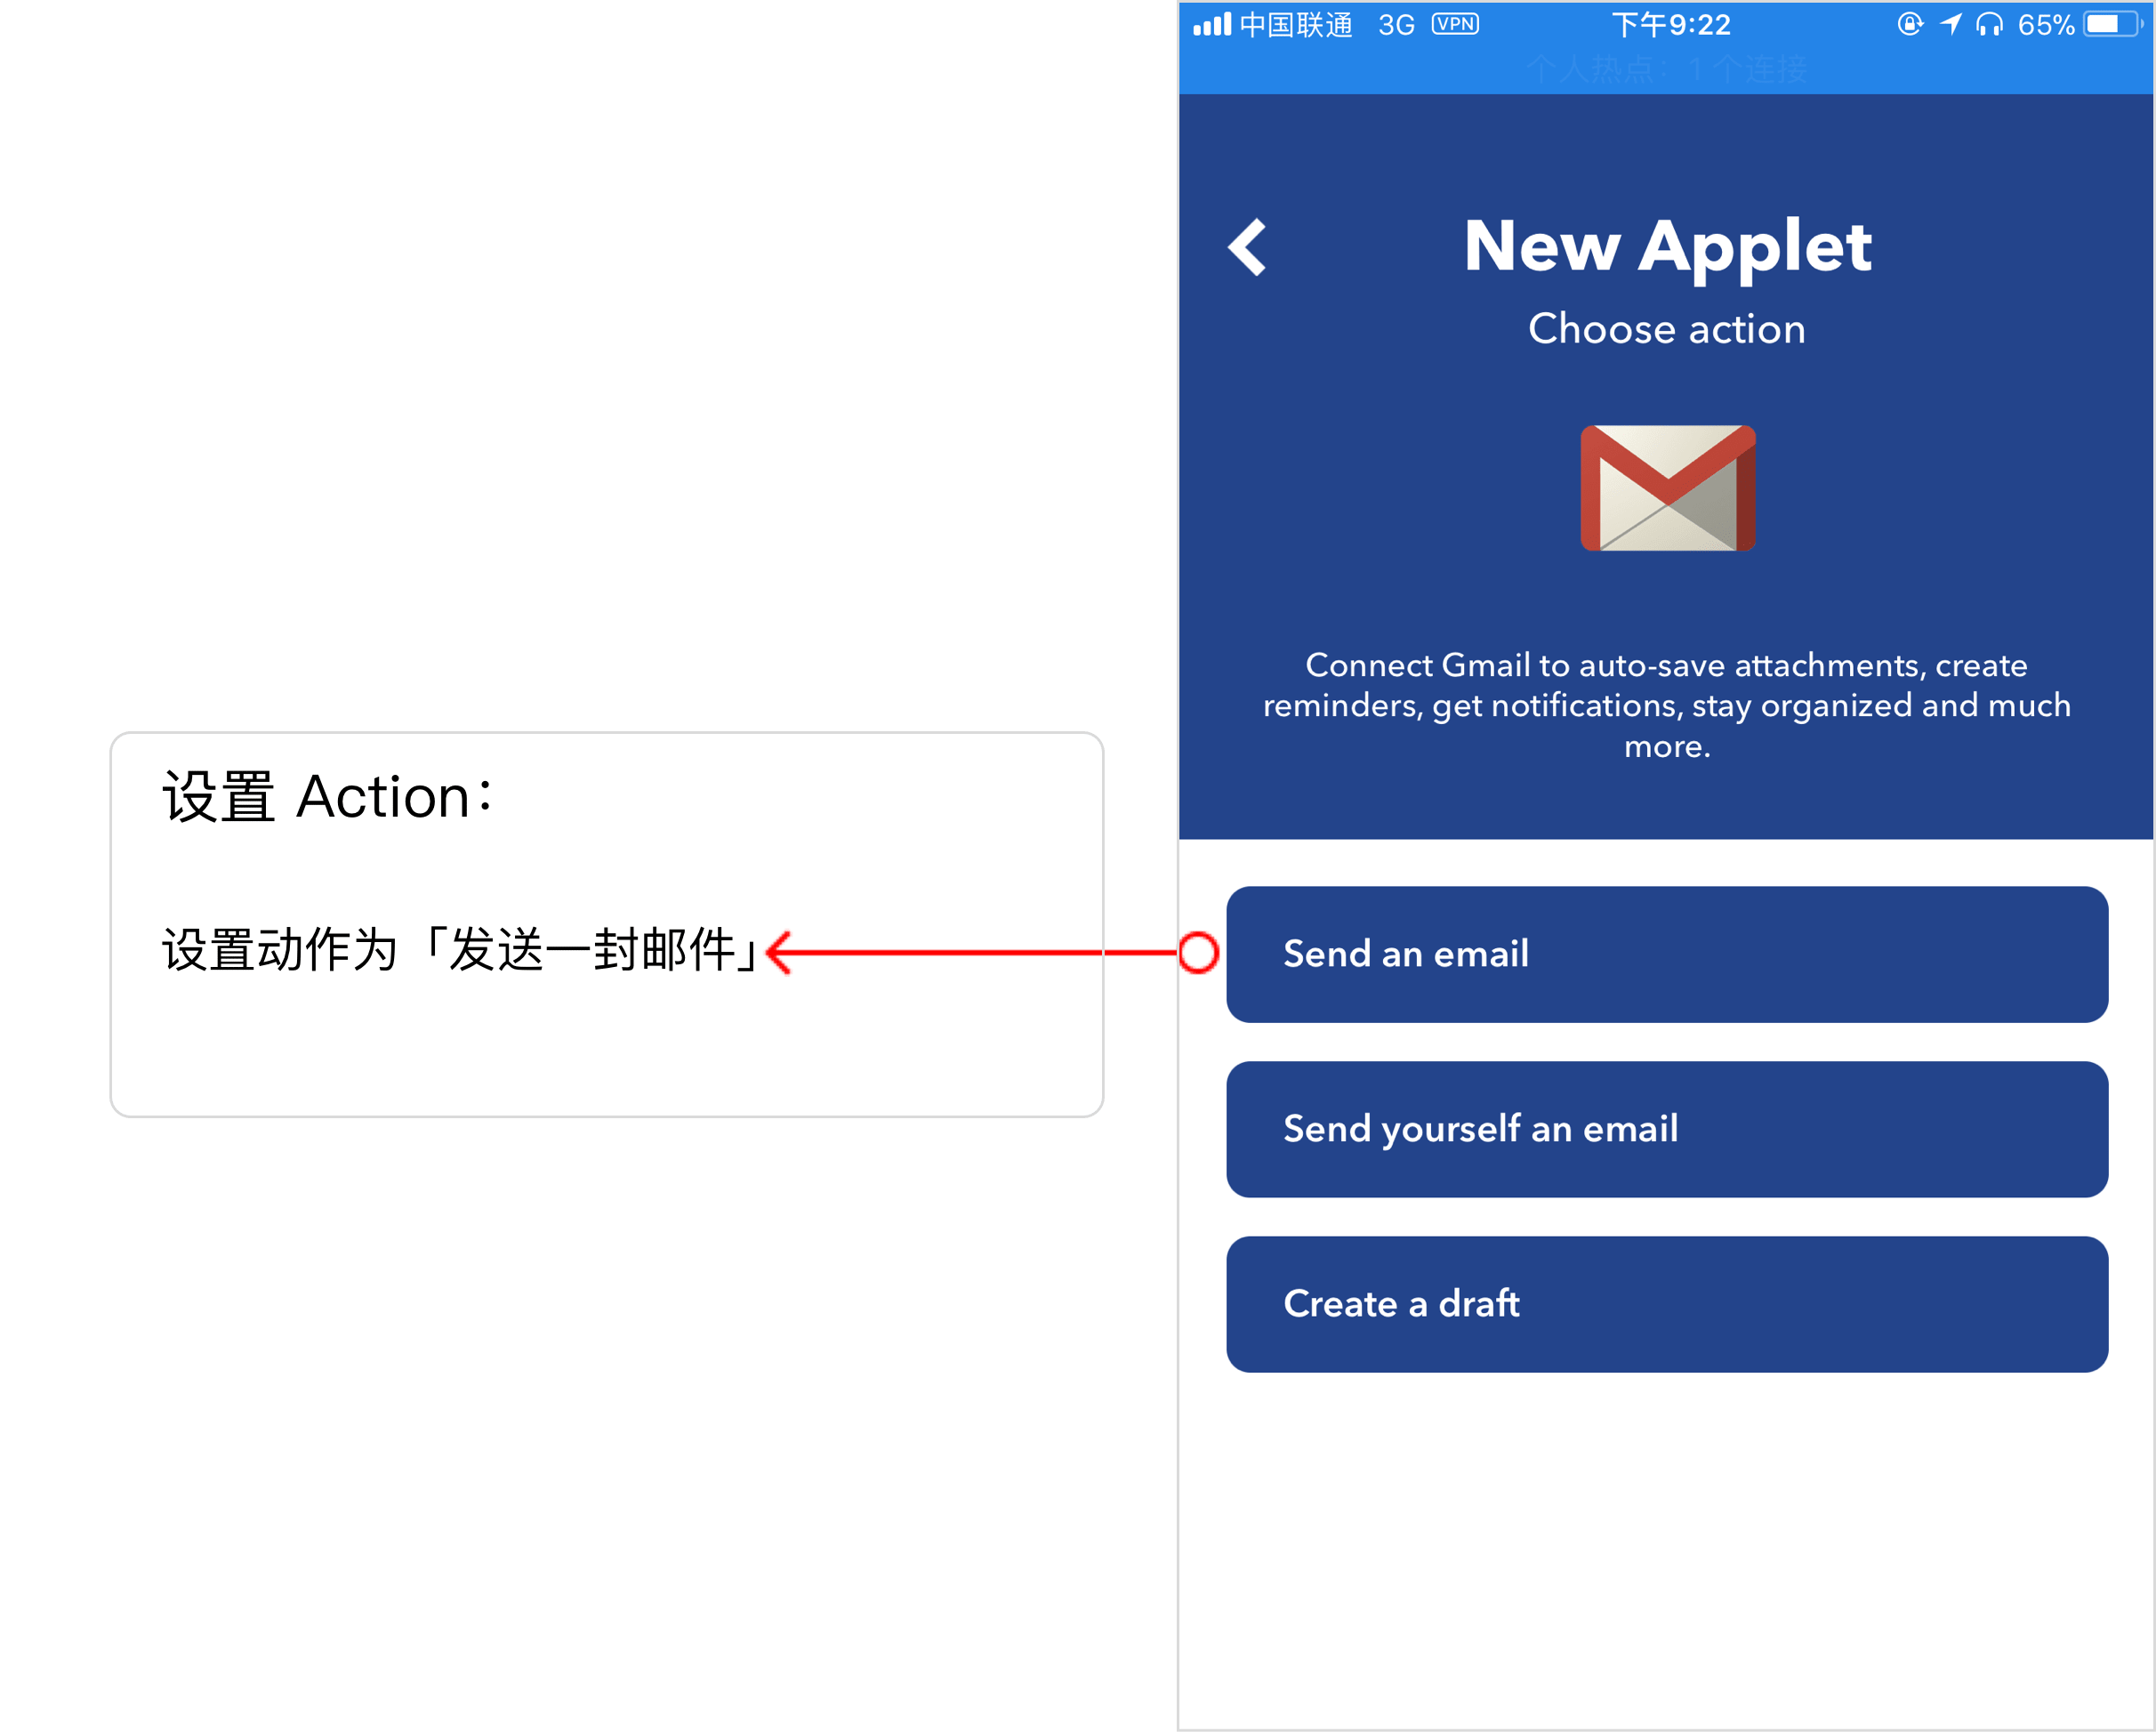 中国联通 3G VPN 下午9:22 65%
个人热点：1 个连接
New Applet
Choose action
Connect Gmail to auto-save attachments, create
reminders, get notifications, stay organized and much
more.
设置 Action：
设置动作为「发送一封邮件」
Send an email
Send yourself an email
Create a draft